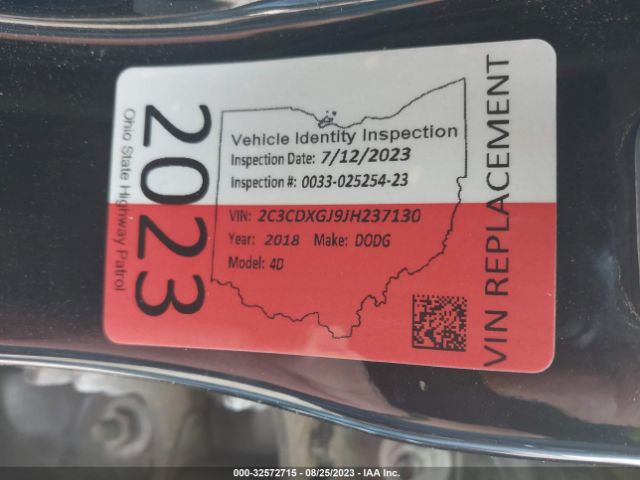 2023
Ohio State Highway Patrol
Vehicle Identity Inspection
Inspection Date: 7/12/2023
Inspection #: 0033-025254-23
VIN: 2C3CDXGJ9JH237130
Year: 2018 Make: DODG
Model: 4D
VIN REPLACEMENT
000-32572715 - 08/25/2023 - IAA Inc.